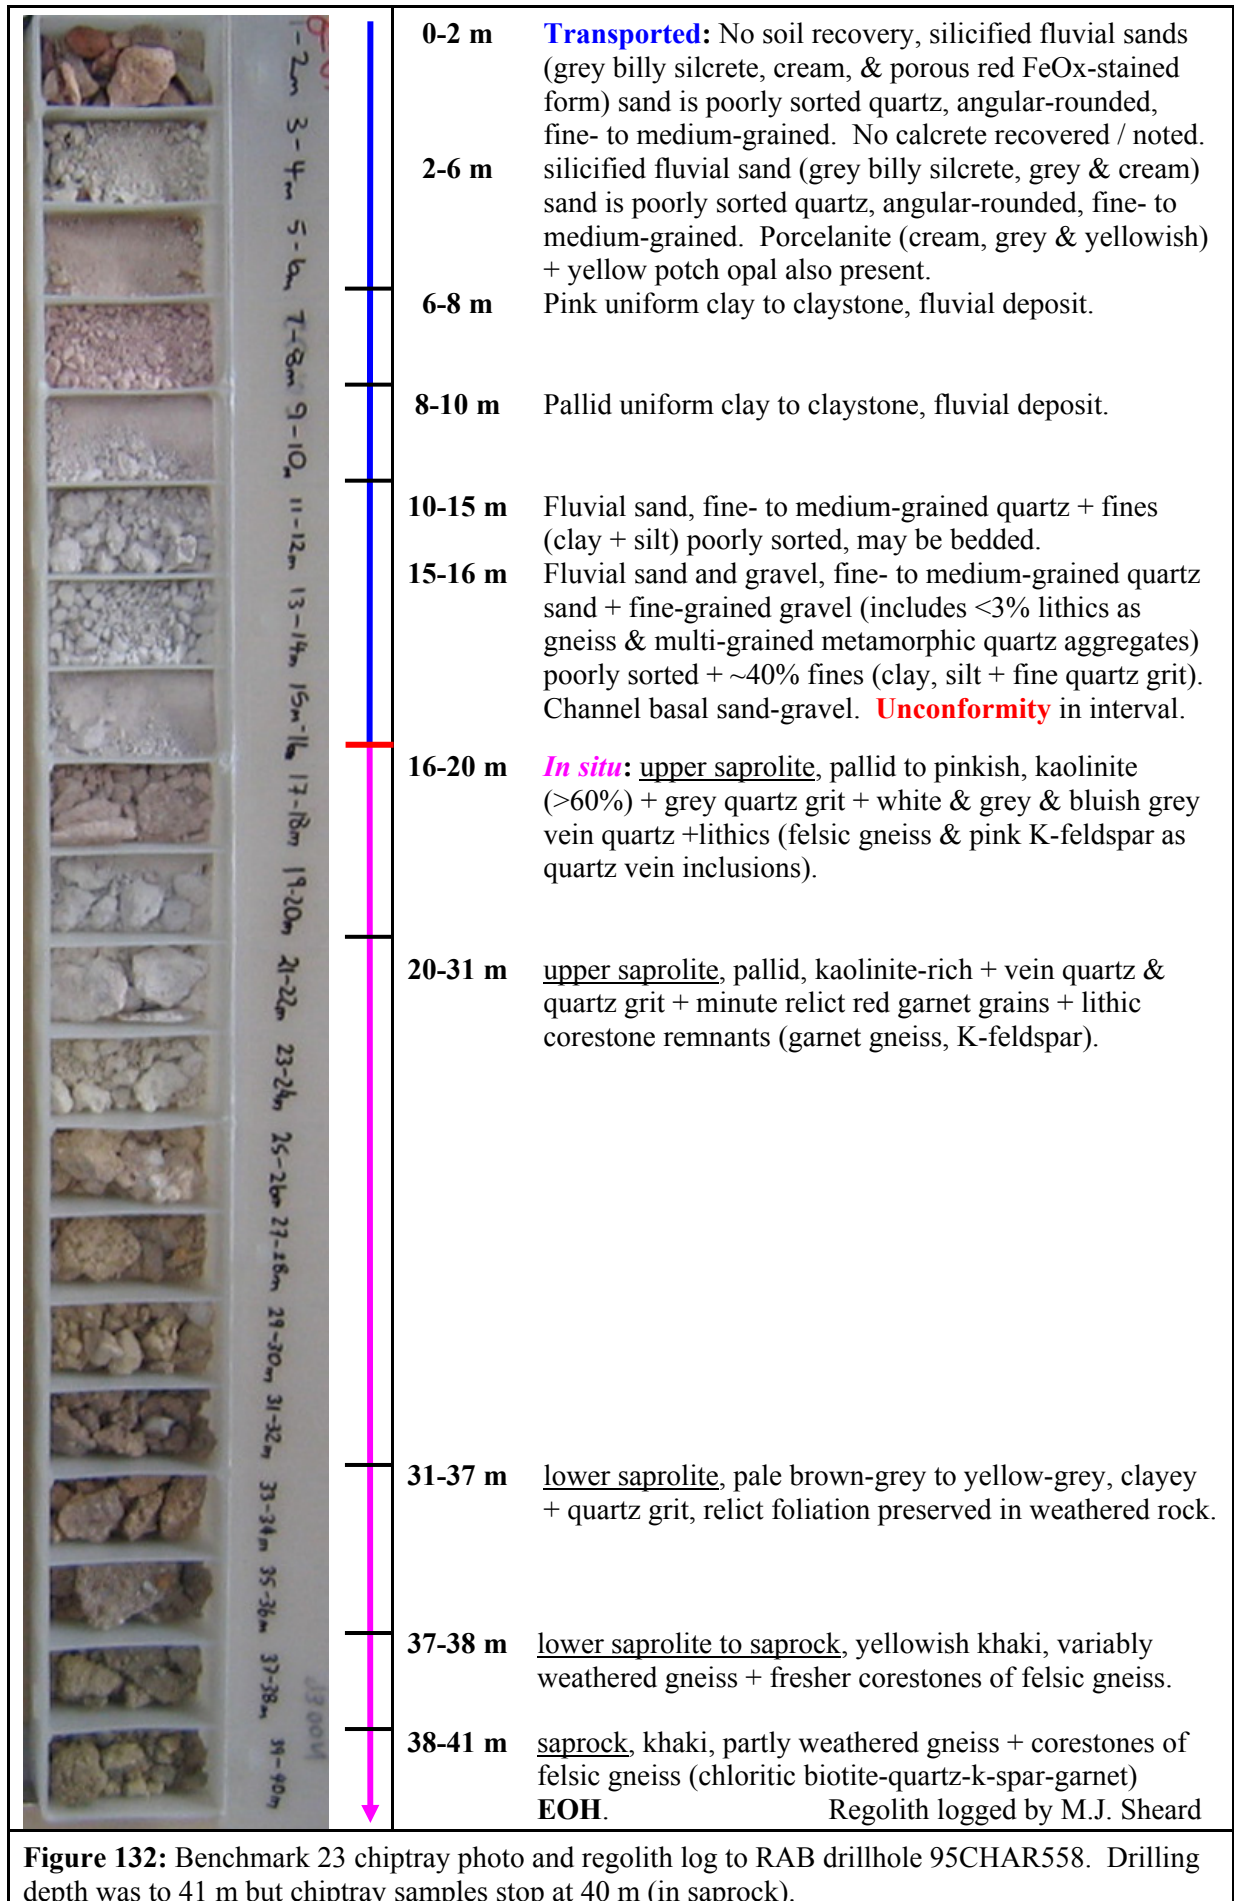 1-2m
3-4m
5-6m
7-8m
9-10m
11-12m
13-14m
15m-16
17-18m
19-20m
21-22m
23-24m
25-26m
27-28m
29-30m
31-32m
33-34m
35-36m
37-38m
39-40m
0-2 m Transported: No soil recovery, silicified fluvial sands
(grey billy silcrete, cream, & porous red FeOx-stained
form) sand is poorly sorted quartz, angular-rounded,
fine- to medium-grained. No calcrete recovered / noted.
2-6 m silicified fluvial sand (grey billy silcrete, grey & cream)
sand is poorly sorted quartz, angular-rounded, fine- to
medium-grained. Porcelanite (cream, grey & yellowish)
+ yellow potch opal also present.
6-8 m Pink uniform clay to claystone, fluvial deposit.
8-10 m Pallid uniform clay to claystone, fluvial deposit.
10-15 m Fluvial sand, fine- to medium-grained quartz + fines
(clay + silt) poorly sorted, may be bedded.
15-16 m Fluvial sand and gravel, fine- to medium-grained quartz
sand + fine-grained gravel (includes <3% lithics as
gneiss & multi-grained metamorphic quartz aggregates)
poorly sorted + ~40% fines (clay, silt + fine quartz grit).
Channel basal sand-gravel. Unconformity in interval.
16-20 m In situ: upper saprolite, pallid to pinkish, kaolinite
(>60%) + grey quartz grit + white & grey & bluish grey
vein quartz +lithics (felsic gneiss & pink K-feldspar as
quartz vein inclusions).
20-31 m upper saprolite, pallid, kaolinite-rich + vein quartz &
quartz grit + minute relict red garnet grains + lithic
corestone remnants (garnet gneiss, K-feldspar).
31-37 m lower saprolite, pale brown-grey to yellow-grey, clayey
+ quartz grit, relict foliation preserved in weathered rock.
37-38 m lower saprolite to saprock, yellowish khaki, variably
weathered gneiss + fresher corestones of felsic gneiss.
38-41 m saprock, khaki, partly weathered gneiss + corestones of
felsic gneiss (chloritic biotite-quartz-k-spar-garnet)
EOH. Regolith logged by M.J. Sheard
Figure 132: Benchmark 23 chiptray photo and regolith log to RAB drillhole 95CHAR558. Drilling
depth was to 41 m but chiptray samples stop at 40 m (in saprock).